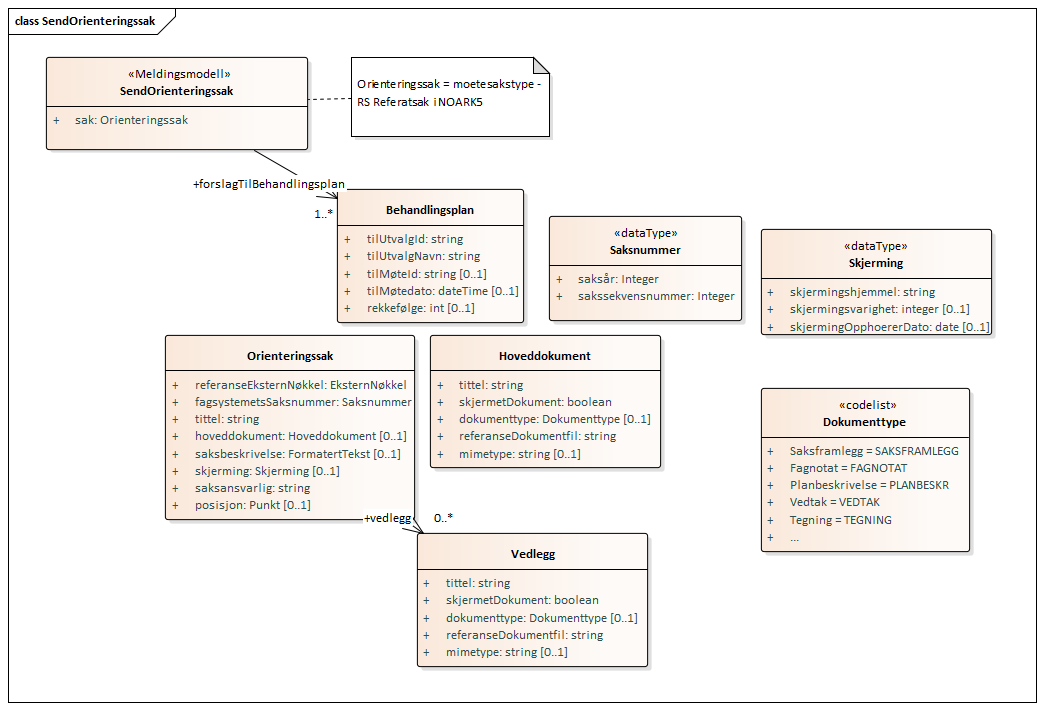 class SendOrienteringssak
«Meldingsmodell»
SendOrienteringssak
+ sak: Orienteringssak
Orienteringssak = moetesakstype -
RS Referatsak i NOARK5
+forslagTilBehandlingsplan
1..*
Behandlingsplan
+ tilUtvalgId: string
+ tilUtvalgNavn: string
+ tilMøteId: string [0..1]
+ tilMøtedato: dateTime [0..1]
+ rekkefølge: int [0..1]
«dataType»
Saksnummer
+ saksår: Integer
+ sakssekvensnummer: Integer
«dataType»
Skjerming
+ skjermingshjemmel: string
+ skjermingsvarighet: integer [0..1]
+ skjermingOpphoererDato: date [0..1]
Orienteringssak
+ referanseEksternNøkkel: EksternNøkkel
+ fagsystemetsSaksnummer: Saksnummer
+ tittel: string
+ hoveddokument: Hoveddokument [0..1]
+ saksbeskrivelse: FormatertTekst [0..1]
+ skjerming: Skjerming [0..1]
+ saksansvarlig: string
+ posisjon: Punkt [0..1]
Hoveddokument
+ tittel: string
+ skjermetDokument: boolean
+ dokumenttype: Dokumenttype [0..1]
+ referanseDokumentfil: string
+ mimetype: string [0..1]
«codelist»
Dokumenttype
+ Saksframlegg = SAKSFRAMLEGG
+ Fagnotat = FAGNOTAT
+ Planbeskrivelse = PLANBESKR
+ Vedtak = VEDTAK
+ Tegning = TEGNING
+ ...
+vedlegg
0..*
Vedlegg
+ tittel: string
+ skjermetDokument: boolean
+ dokumenttype: Dokumenttype [0..1]
+ referanseDokumentfil: string
+ mimetype: string [0..1]